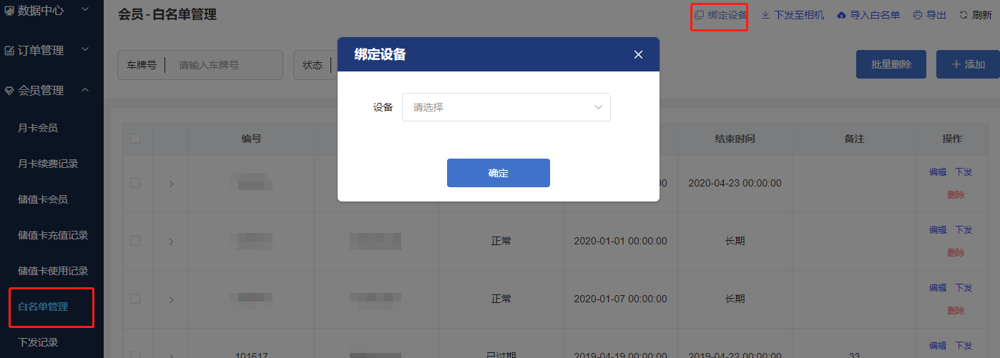 数据中心
订单管理
会员管理
月卡会员
月卡续费记录
储值卡会员
储值卡充值记录
储值卡使用记录
白名单管理
下发记录
会员-白名单管理
绑定设备 下发至相机 导入白名单 导出 刷新
车牌号 请输入车牌号 状态
批量删除 添加
绑定设备
设备 请选择
确定
编号 结束时间 备注 操作
2020-04-23 00:00:00 编辑 下发
删除
正常 2020-01-01 00:00:00 长期 编辑 下发
删除
正常 2020-01-07 00:00:00 长期 编辑 下发
删除
101617 已过期 2019-04-19 00:00:00 2019-04-22 00:00:00 33 编辑 下发